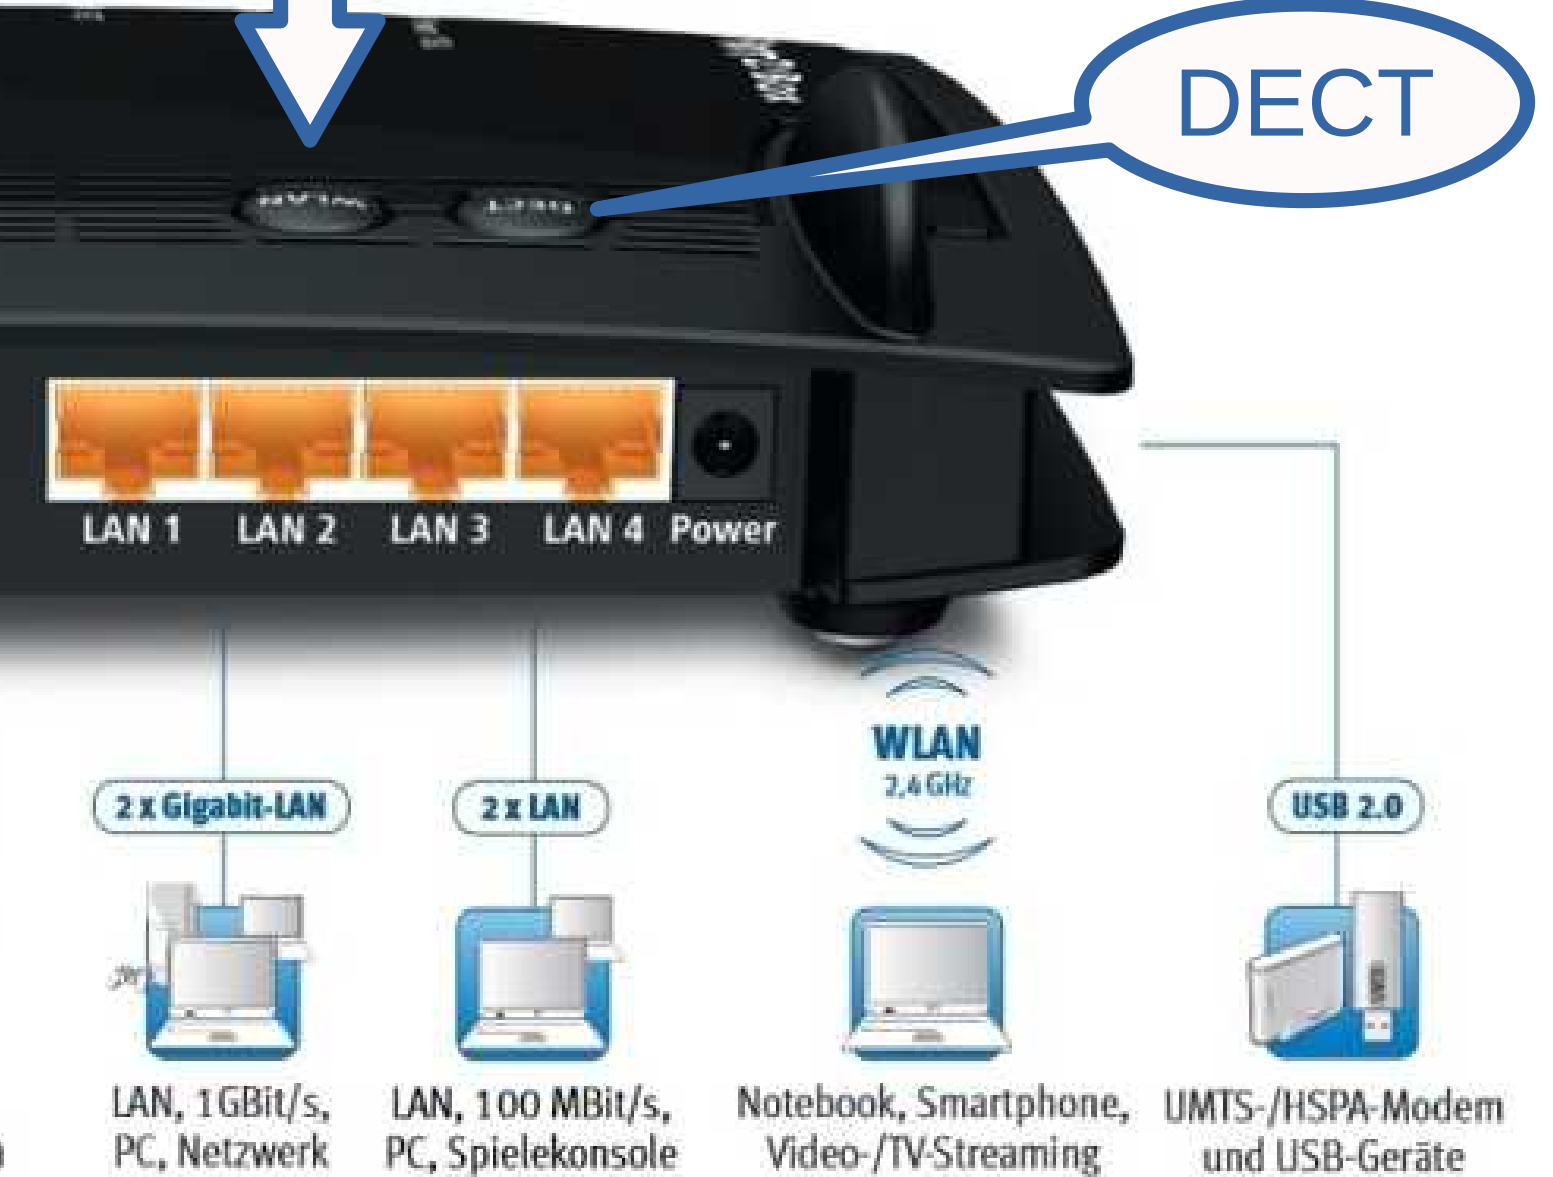 DECT
WLAN
DECT
LAN 1
LAN 2
LAN 3
LAN 4
Power
2 x Gigabit-LAN
2 x LAN
WLAN
2,4 GHz
USB 2.0
LAN, 1GBit/s,
PC, Netzwerk
LAN, 100 MBit/s,
PC, Spielekonsole
Notebook, Smartphone,
Video-/TV-Streaming
UMTS-/HSPA-Modem
und USB-Geräte